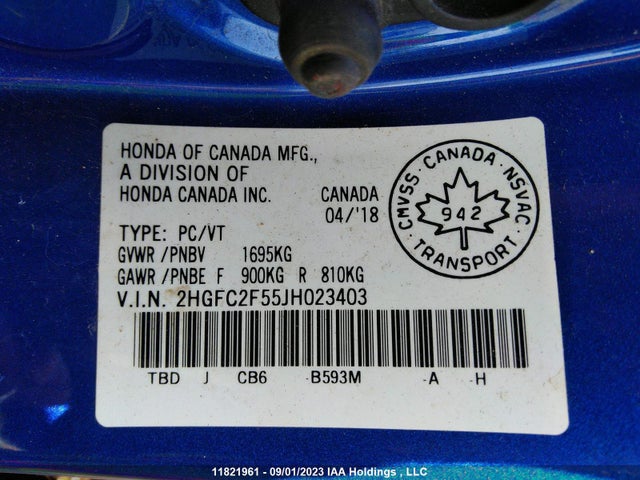 HONDA OF CANADA MFG.,
A DIVISION OF
HONDA CANADA INC. CANADA
04/'18
TYPE: PC/VT
GVWR/PNBV 1695KG
GAWR/PNBE F 900KG R 810KG
V.I.N. 2HGFC2F55JH023403
TBD J CB6 -B593M -A -H
CMVSS · CANADA · NSVAC
942
TRANSPORT
11821961 - 09/01/2023 IAA Holdings , LLC